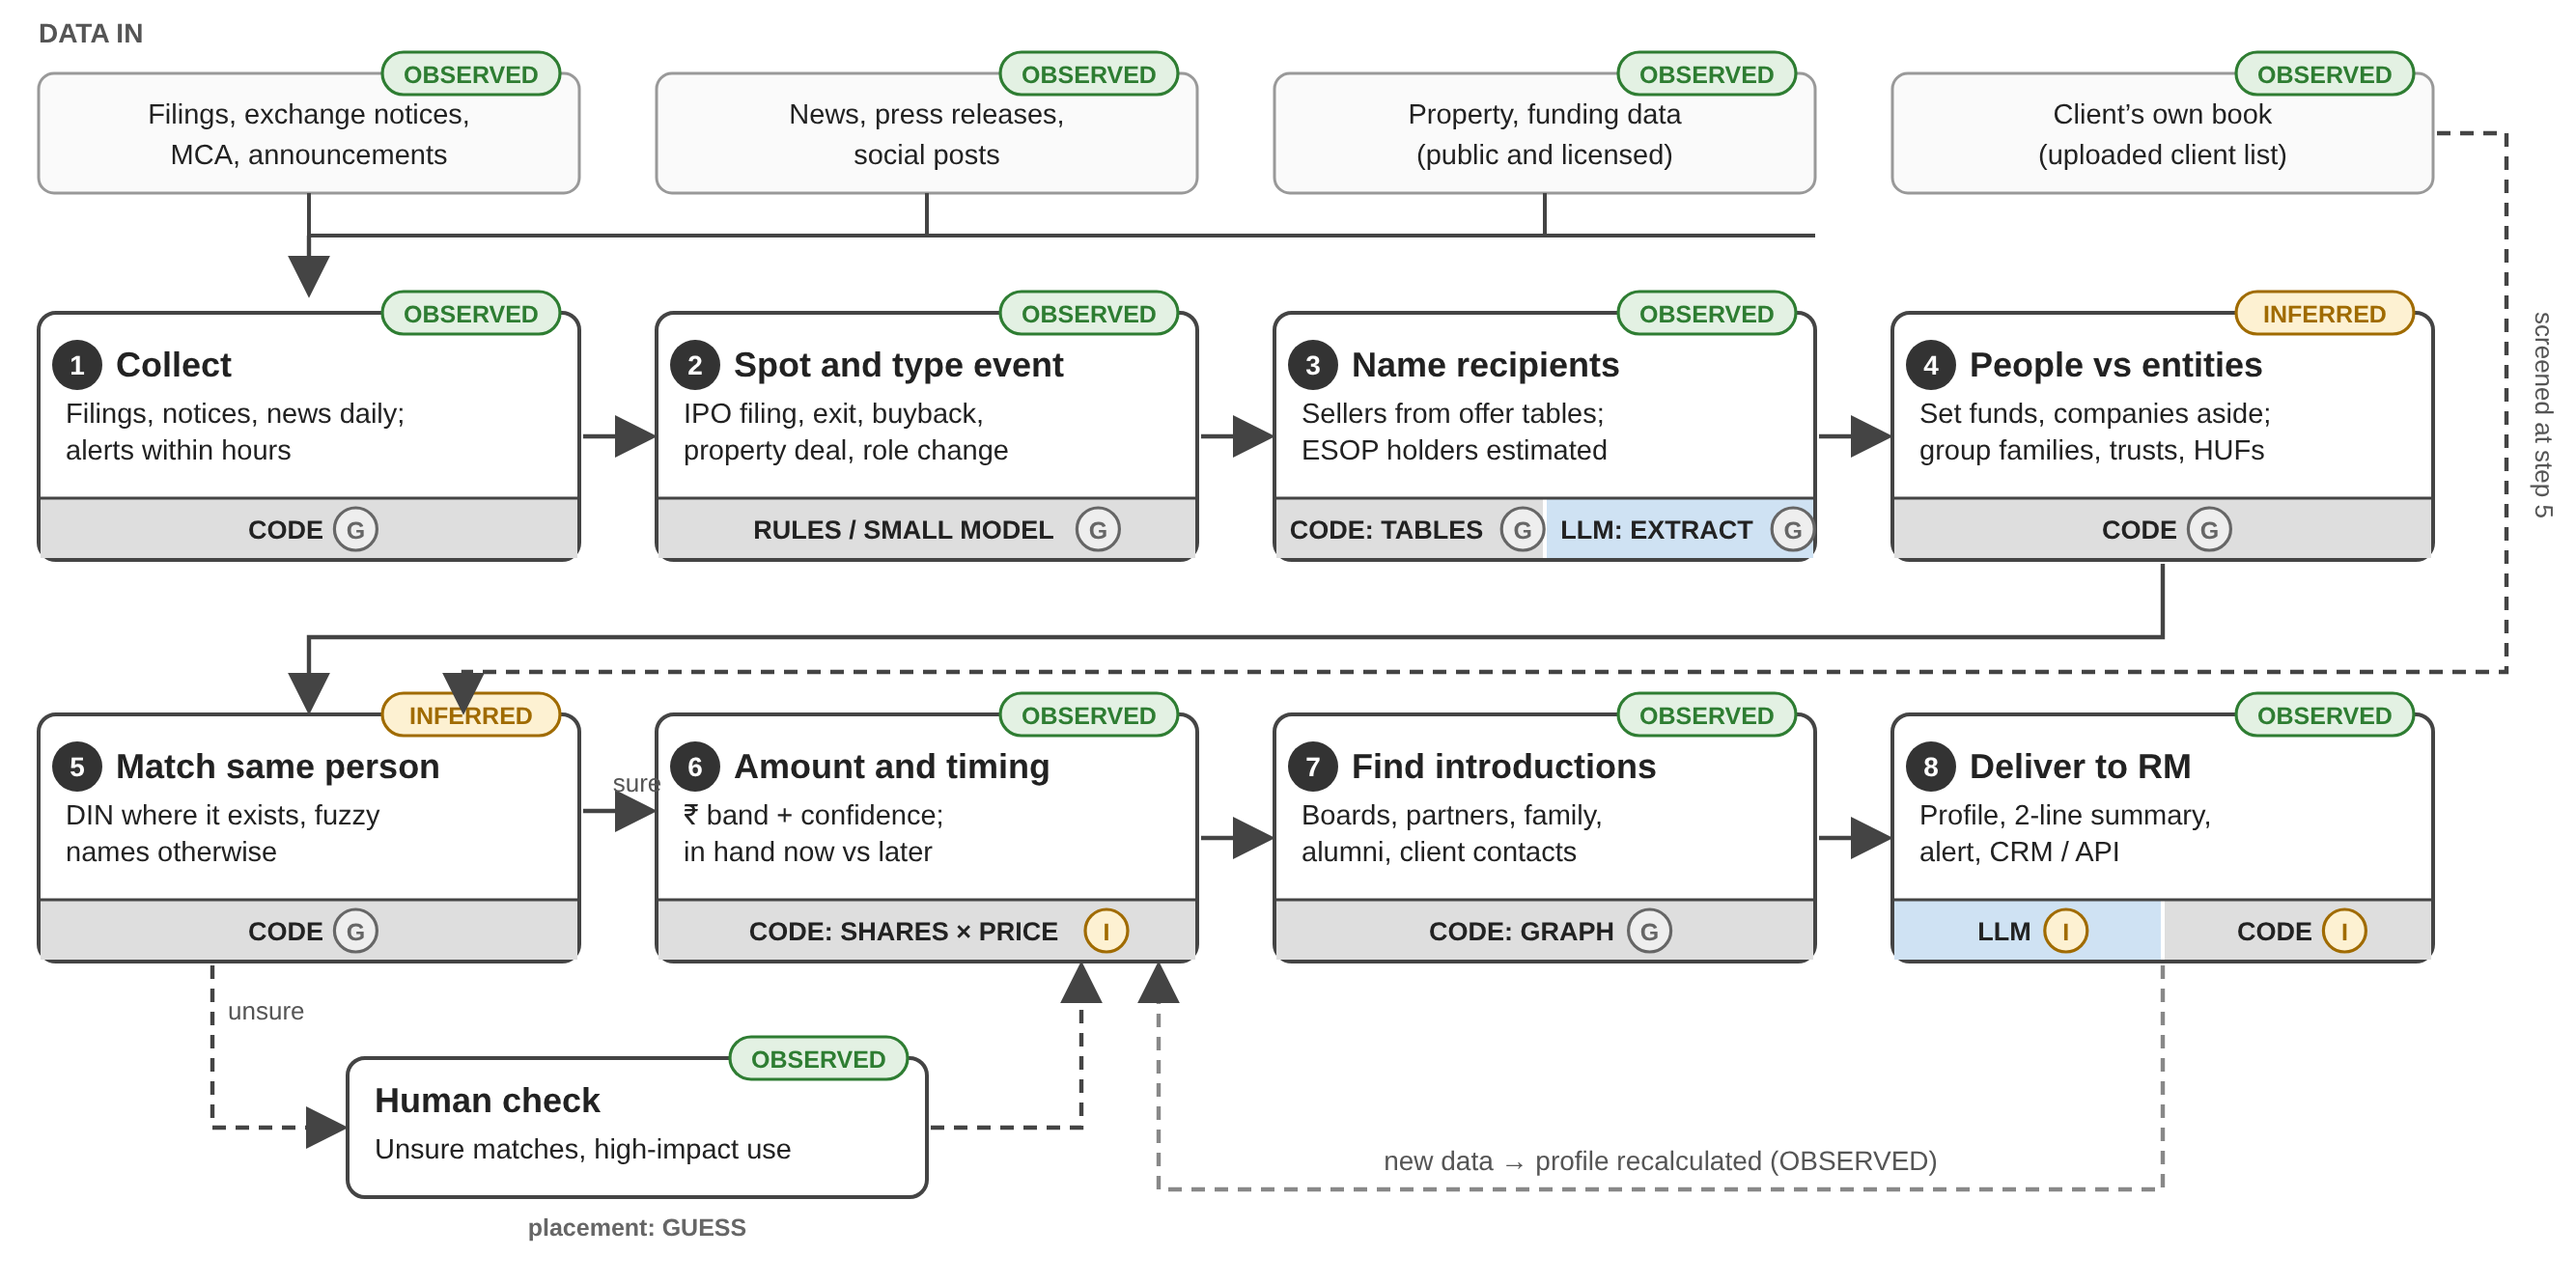 DATA IN
OBSERVED
Filings, exchange notices,
MCA, announcements
OBSERVED
News, press releases,
social posts
OBSERVED
Property, funding data
(public and licensed)
OBSERVED
Client’s own book
(uploaded client list)
screened at step 5
OBSERVED
1 Collect
Filings, notices, news daily;
alerts within hours
CODE G
OBSERVED
2 Spot and type event
IPO filing, exit, buyback,
property deal, role change
RULES / SMALL MODEL G
OBSERVED
3 Name recipients
Sellers from offer tables;
ESOP holders estimated
CODE: TABLES G LLM: EXTRACT G
INFERRED
4 People vs entities
Set funds, companies aside;
group families, trusts, HUFs
CODE G
INFERRED
5 Match same person
DIN where it exists, fuzzy
names otherwise
CODE G
sure
OBSERVED
6 Amount and timing
₹ band + confidence;
in hand now vs later
CODE: SHARES × PRICE I
OBSERVED
7 Find introductions
Boards, partners, family,
alumni, client contacts
CODE: GRAPH G
OBSERVED
8 Deliver to RM
Profile, 2-line summary,
alert, CRM / API
LLM I CODE I
unsure
OBSERVED
Human check
Unsure matches, high-impact use
placement: GUESS
new data → profile recalculated (OBSERVED)